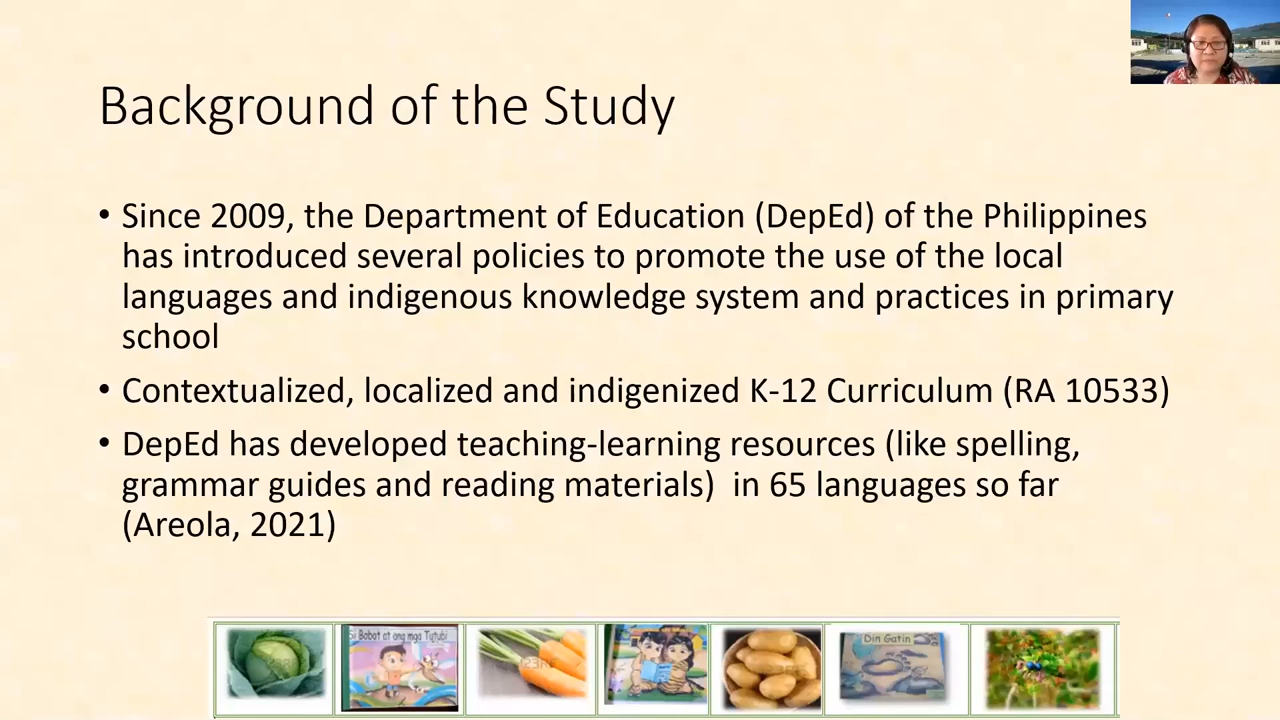 Background of the Study
• Since 2009, the Department of Education (DepEd) of the Philippines
has introduced several policies to promote the use of the local
languages and indigenous knowledge system and practices in primary
school
• Contextualized, localized and indigenized K-12 Curriculum (RA 10533)
• DepEd has developed teaching-learning resources (like spelling,
grammar guides and reading materials)  in 65 languages so far
(Areola, 2021)
Si Bobot at ang mga Tutubi
Din Gatin